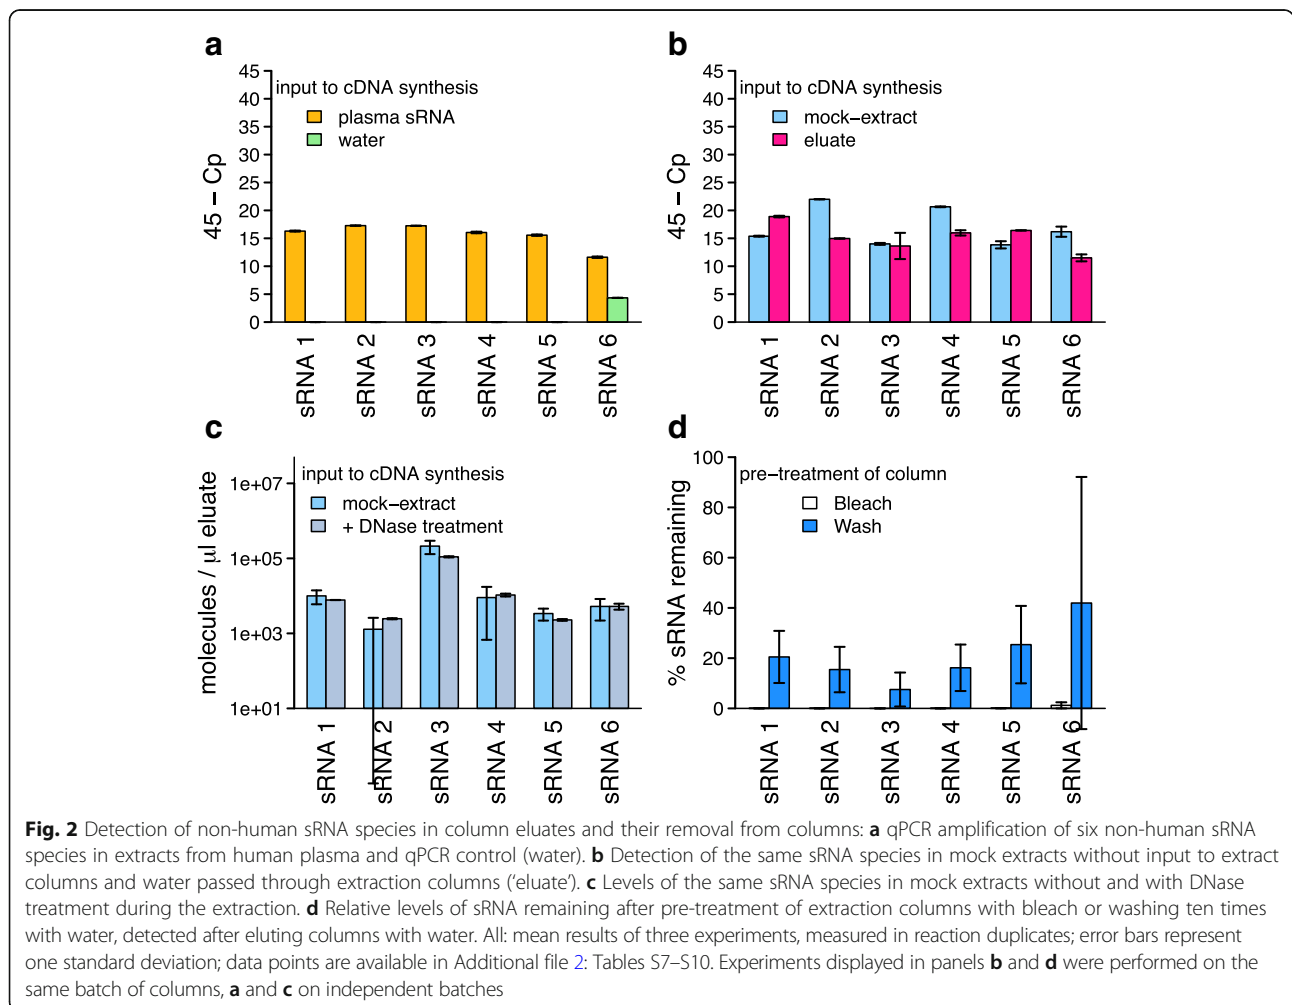 a
45
40
35
30
25
20
15
10
5
0
45 – Cp
input to cDNA synthesis
plasma sRNA
water
sRNA 1
sRNA 2
sRNA 3
sRNA 4
sRNA 5
sRNA 6
b
45
40
35
30
25
20
15
10
5
0
45 – Cp
input to cDNA synthesis
mock–extract
eluate
sRNA 1
sRNA 2
sRNA 3
sRNA 4
sRNA 5
sRNA 6
c
1e+07
1e+05
1e+03
1e+01
molecules / μl eluate
input to cDNA synthesis
mock–extract
+ DNase treatment
sRNA 1
sRNA 2
sRNA 3
sRNA 4
sRNA 5
sRNA 6
d
100
80
60
40
20
0
% sRNA remaining
pre–treatment of column
Bleach
Wash
sRNA 1
sRNA 2
sRNA 3
sRNA 4
sRNA 5
sRNA 6
Fig. 2 Detection of non-human sRNA species in column eluates and their removal from columns: a qPCR amplification of six non-human sRNA
species in extracts from human plasma and qPCR control (water). b Detection of the same sRNA species in mock extracts without input to extract
columns and water passed through extraction columns (‘eluate’). c Levels of the same sRNA species in mock extracts without and with DNase
treatment during the extraction. d Relative levels of sRNA remaining after pre-treatment of extraction columns with bleach or washing ten times
with water, detected after eluting columns with water. All: mean results of three experiments, measured in reaction duplicates; error bars represent
one standard deviation; data points are available in Additional file 2: Tables S7–S10. Experiments displayed in panels b and d were performed on the
same batch of columns, a and c on independent batches